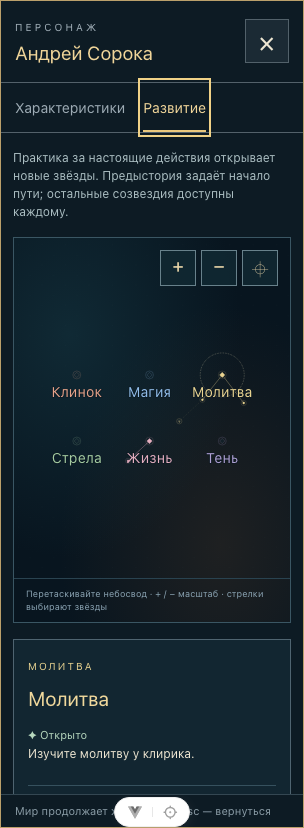 ПЕРСОНАЖ
Андрей Сорока
Характеристики Развитие
Практика за настоящие действия открывает
новые звёзды. Предыстория задаёт начало
пути; остальные созвездия доступны
каждому.
+ −
Клинок Магия Молитва
Стрела Жизнь Тень
Перетаскивайте небосвод · + / − масштаб · стрелки
выбирают звёзды
МОЛИТВА
Молитва
✦ Открыто
Изучите молитву у клирика.
Мир продолжает — вернуться